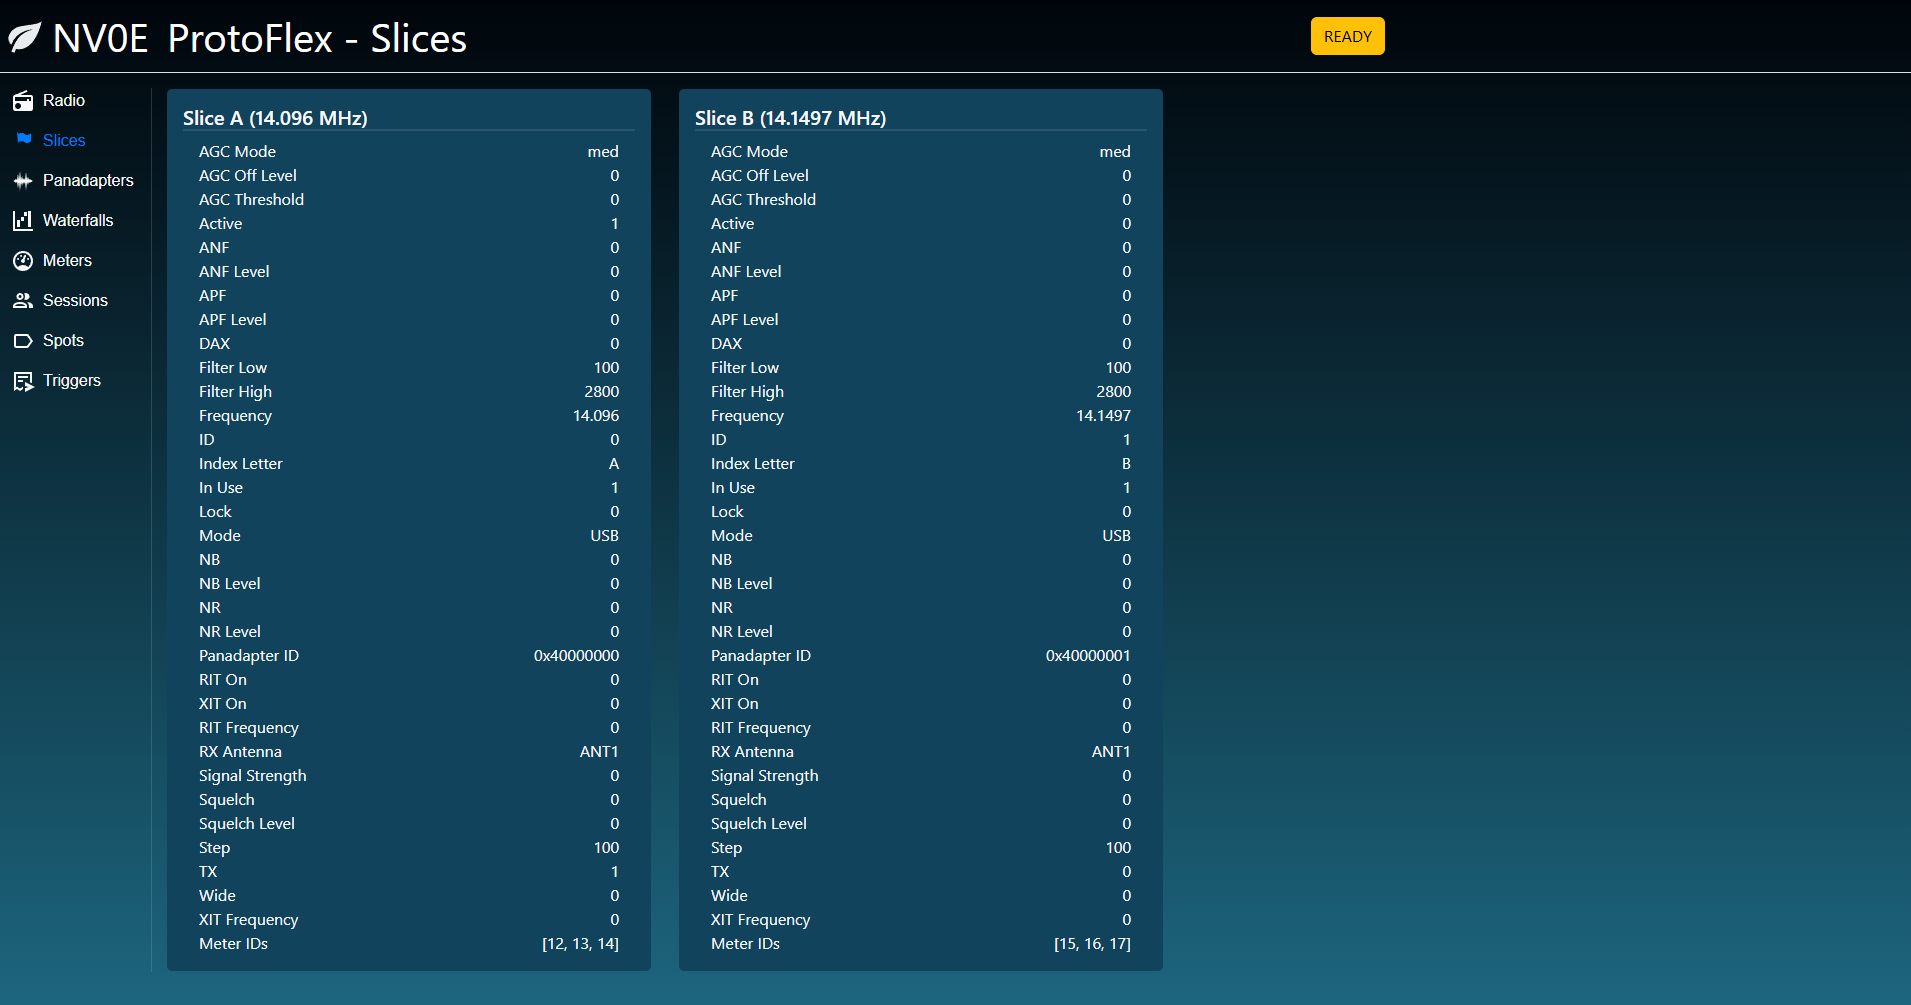 NV0E ProtoFlex - Slices
READY
Radio
Slices
Panadapters
Waterfalls
Meters
Sessions
Spots
Triggers
Slice A (14.096 MHz)
AGC Mode med
AGC Off Level 0
AGC Threshold 0
Active 1
ANF 0
ANF Level 0
APF 0
APF Level 0
DAX 0
Filter Low 100
Filter High 2800
Frequency 14.096
ID 0
Index Letter A
In Use 1
Lock 0
Mode USB
NB 0
NB Level 0
NR 0
NR Level 0
Panadapter ID 0x40000000
RIT On 0
XIT On 0
RIT Frequency 0
RX Antenna ANT1
Signal Strength 0
Squelch 0
Squelch Level 0
Step 100
TX 1
Wide 0
XIT Frequency 0
Meter IDs [12, 13, 14]
Slice B (14.1497 MHz)
AGC Mode med
AGC Off Level 0
AGC Threshold 0
Active 0
ANF 0
ANF Level 0
APF 0
APF Level 0
DAX 0
Filter Low 100
Filter High 2800
Frequency 14.1497
ID 1
Index Letter B
In Use 1
Lock 0
Mode USB
NB 0
NB Level 0
NR 0
NR Level 0
Panadapter ID 0x40000001
RIT On 0
XIT On 0
RIT Frequency 0
RX Antenna ANT1
Signal Strength 0
Squelch 0
Squelch Level 0
Step 100
TX 0
Wide 0
XIT Frequency 0
Meter IDs [15, 16, 17]